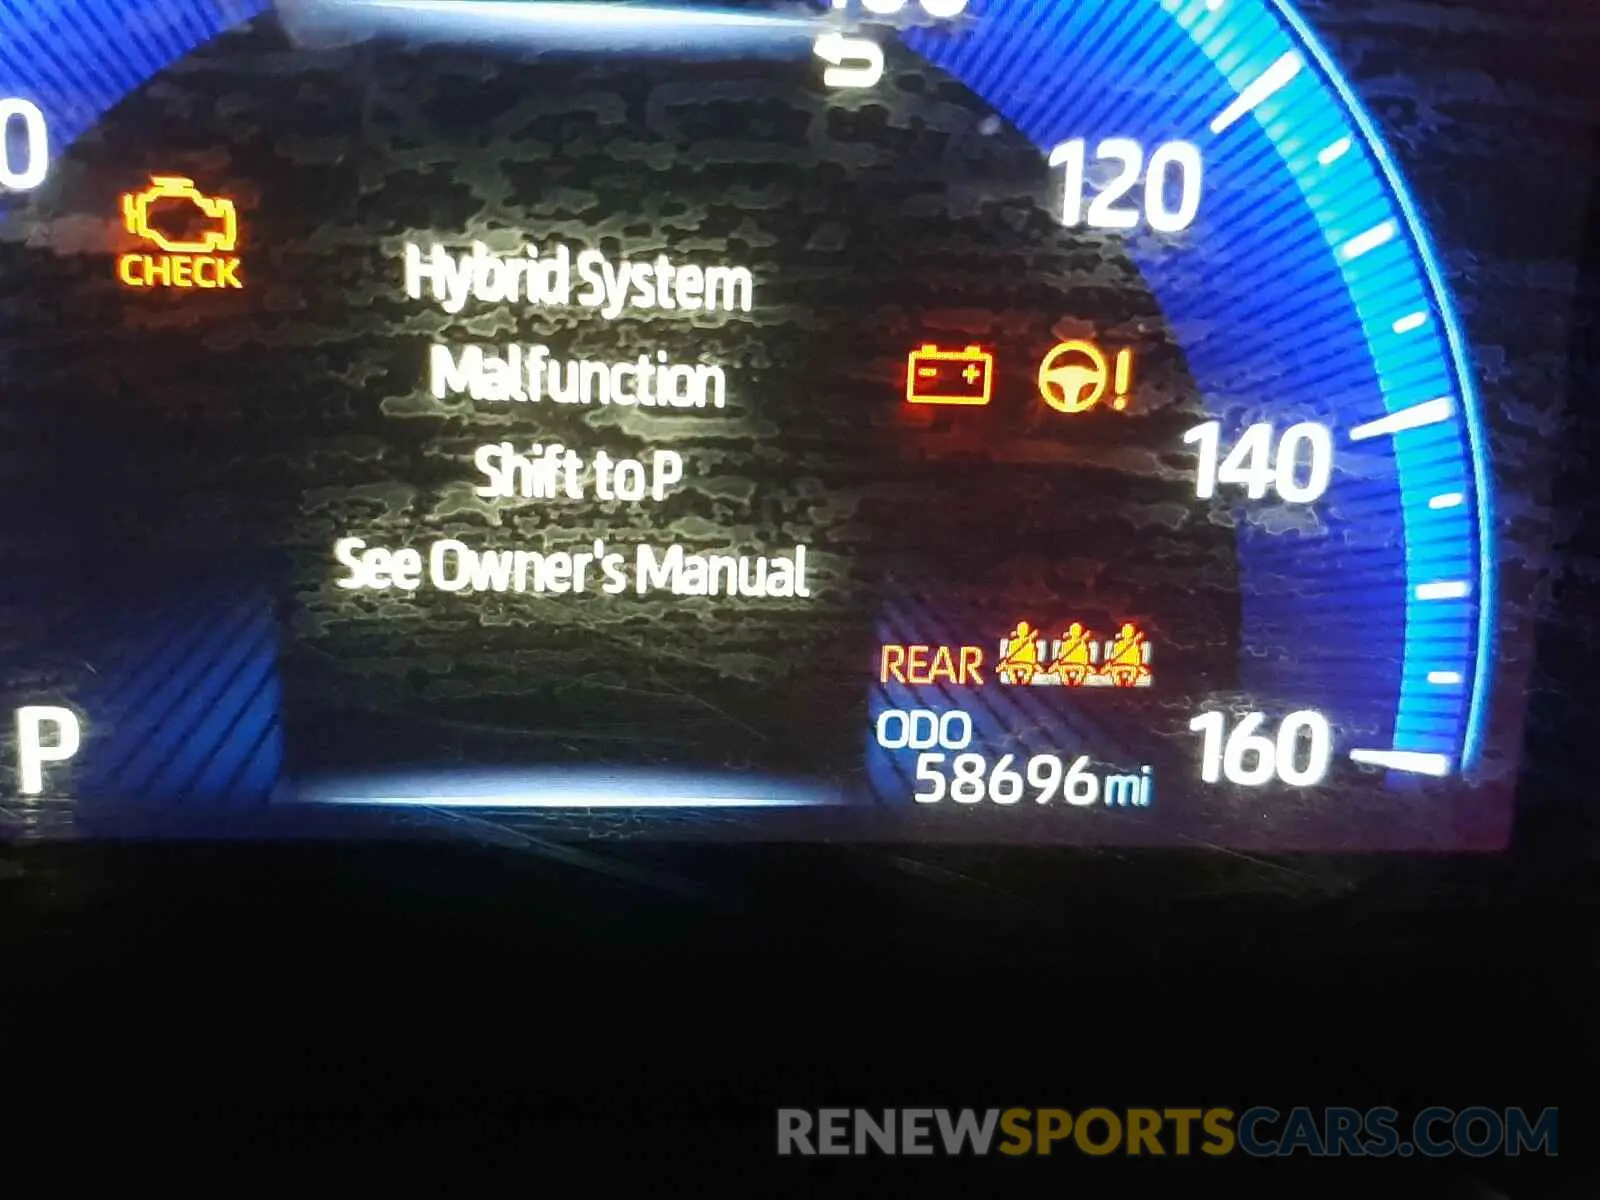 120
CHECK
Hybrid System
Malfunction
Shift to P
See Owner's Manual
140
REAR
ODO
58696mi
P
160
RENEWSPORTSCARS.COM